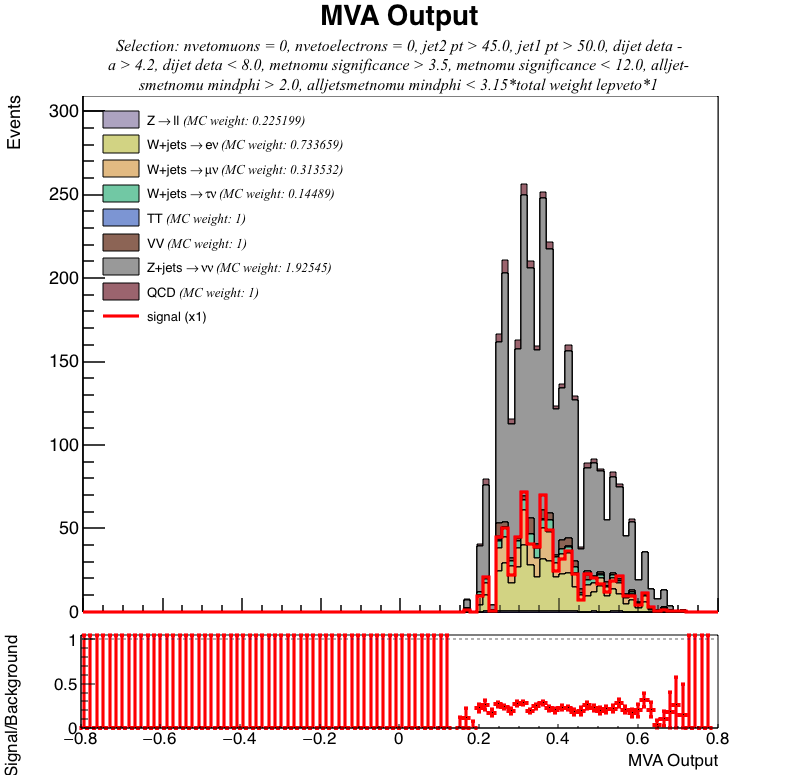 MVA Output
Selection: nvetomuons = 0, nvetoelectrons = 0, jet2 pt > 45.0, jet1 pt > 50.0, dijet deta -
a > 4.2, dijet deta < 8.0, metnomu significance > 3.5, metnomu significance < 12.0, alljet-
smetnomu mindphi > 2.0, alljetsmetnomu mindphi < 3.15*total weight lepveto*1
Events
300
250
200
150
100
50
0
Z → ll (MC weight: 0.225199)
W+jets → eν (MC weight: 0.733659)
W+jets → μν (MC weight: 0.313532)
W+jets → τν (MC weight: 0.14489)
TT (MC weight: 1)
VV (MC weight: 1)
Z+jets → νν (MC weight: 1.92545)
QCD (MC weight: 1)
signal (x1)
Signal/Background
1
0.5
0
−0.8 −0.6 −0.4 −0.2 0 0.2 0.4 0.6 0.8
MVA Output